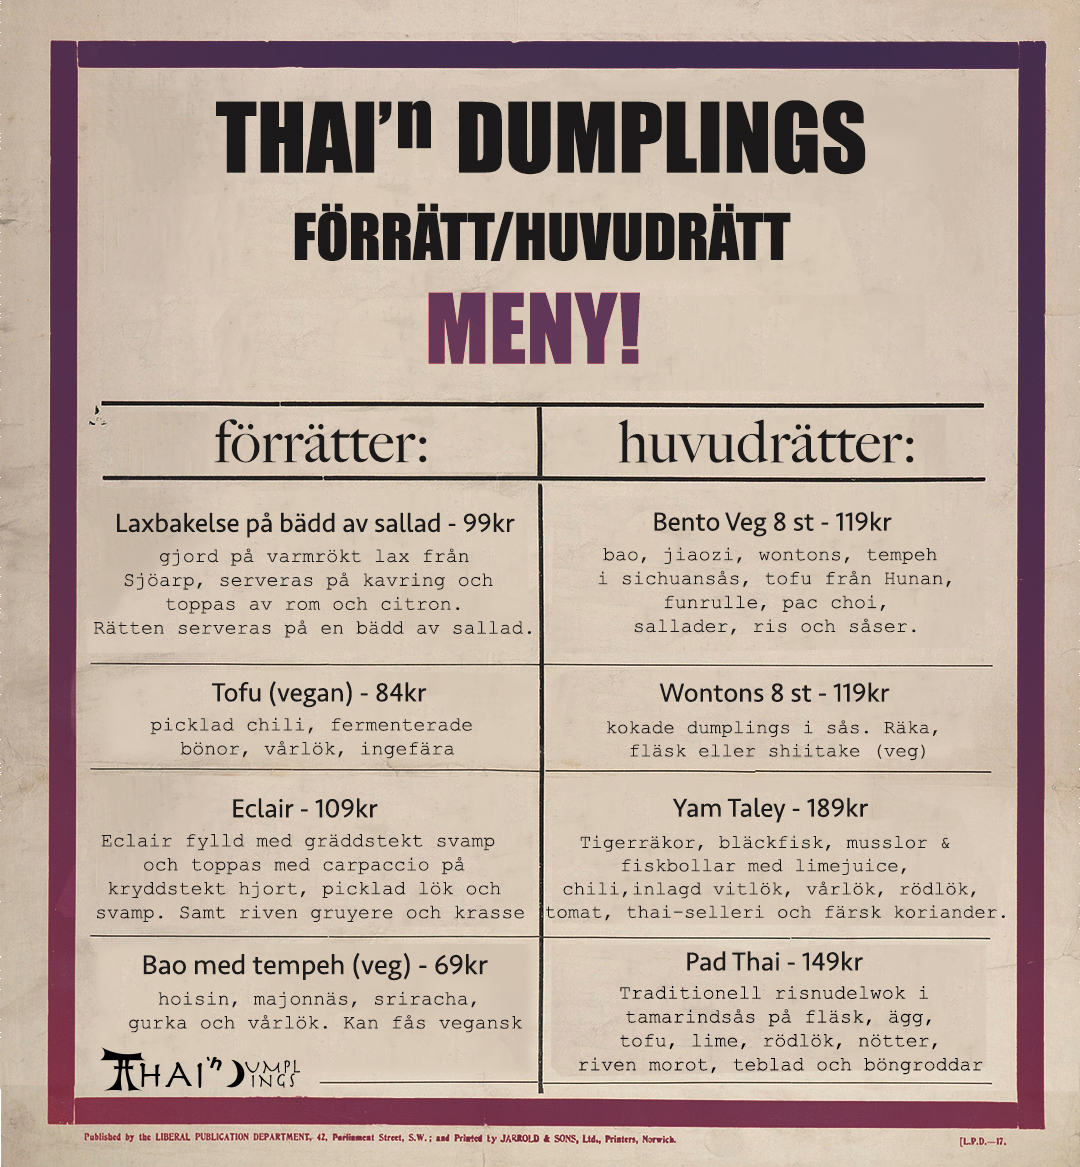 THAI'n DUMPLINGS
FÖRRÄTT/HUVUDRÄTT
MENY!
förrätter:
Laxbakelse på bädd av sallad - 99kr
gjord på varmrökt lax från
Sjöarp, serveras på kavring och
toppas av rom och citron.
Rätten serveras på en bädd av sallad.
Tofu (vegan) - 84kr
picklad chili, fermenterade
bönor, vårlök, ingefära
Eclair - 109kr
Eclair fylld med gräddstekt svamp
och toppas med carpaccio på
kryddstekt hjort, picklad lök och
svamp. Samt riven gruyere och krasse
Bao med tempeh (veg) - 69kr
hoisin, majonnäs, sriracha,
gurka och vårlök. Kan fås vegansk
THAI'n DUMPL
INGS
huvudrätter:
Bento Veg 8 st - 119kr
bao, jiaozi, wontons, tempeh
i sichuansås, tofu från Hunan,
funrulle, pac choi,
sallader, ris och såser.
Wontons 8 st - 119kr
kokade dumplings i sås. Räka,
fläsk eller shiitake (veg)
Yam Taley - 189kr
Tigerräkor, bläckfisk, musslor &
fiskbollar med limejuice,
chili,inlagd vitlök, vårlök, rödlök,
tomat, thai-selleri och färsk koriander.
Pad Thai - 149kr
Traditionell risnudelwok i
tamarindsås på fläsk, ägg,
tofu, lime, rödlök, nötter,
riven morot, teblad och böngroddar
Published by the LIBERAL PUBLICATION DEPARTMENT, 42, Parliament Street, S.W.; and Printed by JARROLD & SONS, Ltd., Printers, Norwich.
[L.P.D.—17.